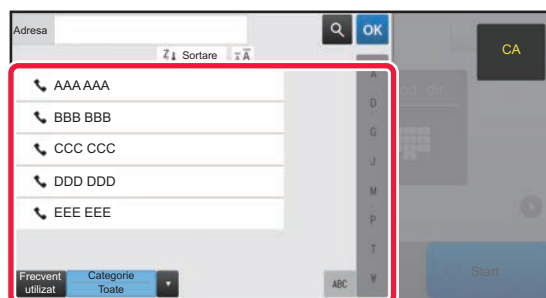 Adresa
OK
CA
Sortare
AAA AAA
BBB BBB
CCC CCC
DDD DDD
EEE EEE
A
D
G
J
M
P
T
Frecvent
utilizat
Categorie
Toate
ABC
Start